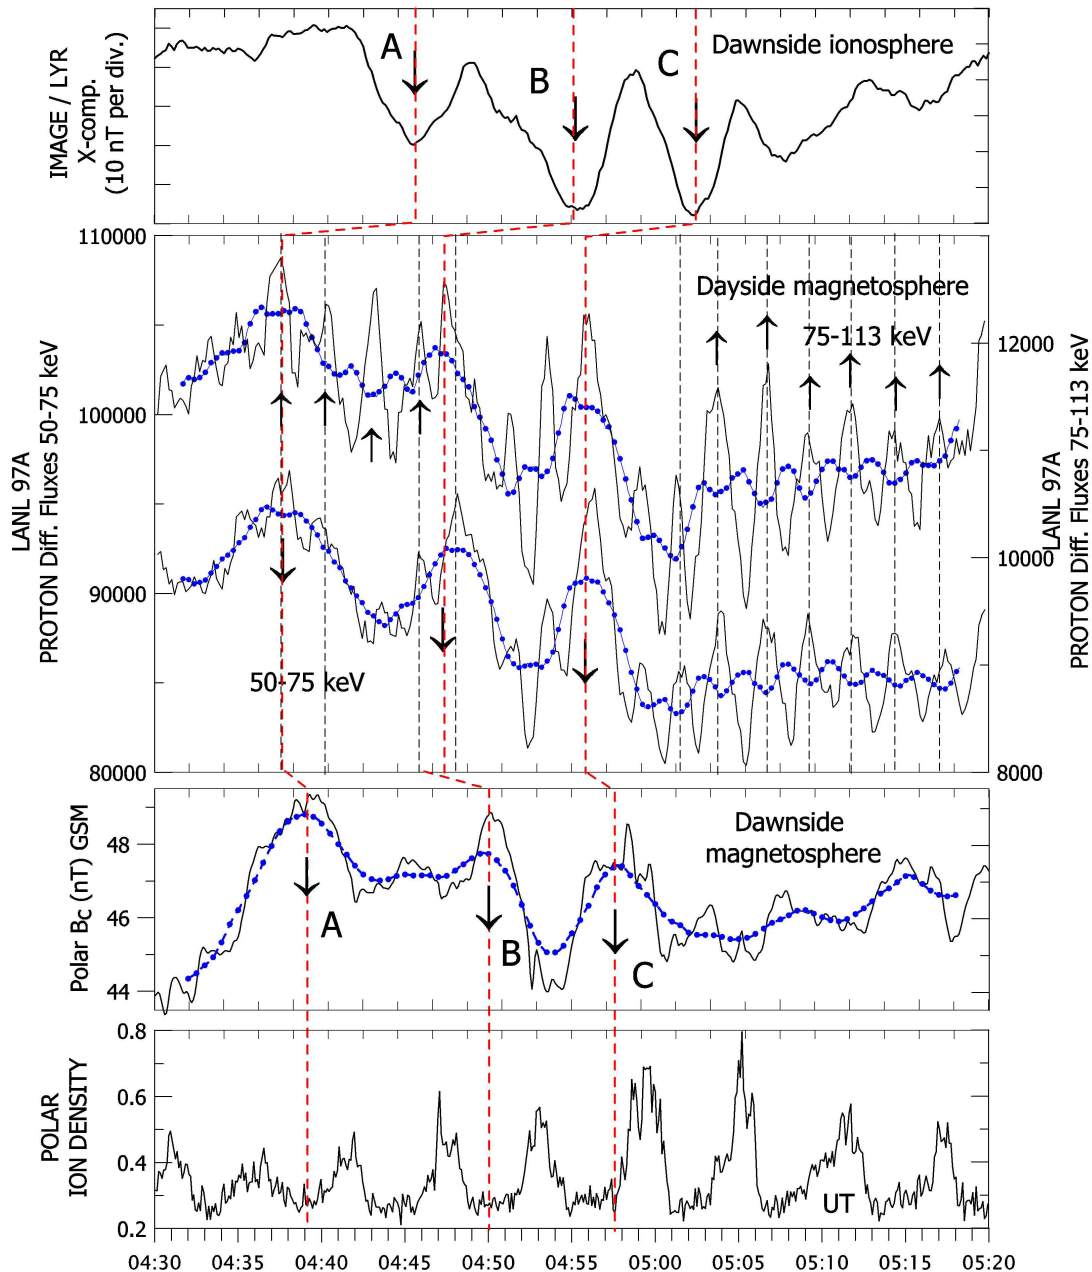 IMAGE / LYR
X-comp.
(10 nT per div.)
A
B
C
Dawnside ionosphere
110000
100000
90000
80000
LANL 97A
PROTON Diff. Fluxes 50-75 keV
Dayside magnetosphere
75-113 keV
50-75 keV
12000
10000
8000
LANL 97A
PROTON Diff. Fluxes 75-113 keV
48
46
44
Polar Bc (nT) GSM
Dawnside
magnetosphere
A
B
C
0.8
0.6
0.4
0.2
POLAR
ION DENSITY
UT
04:30 04:35 04:40 04:45 04:50 04:55 05:00 05:05 05:10 05:15 05:20